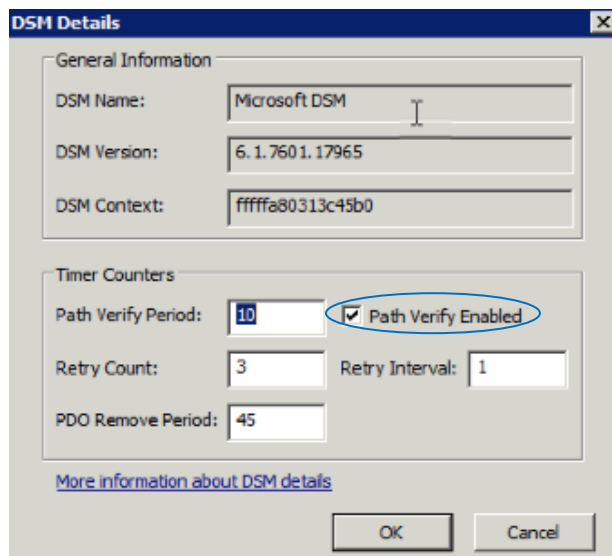 DSM Details
General Information
DSM Name: Microsoft DSM
DSM Version: 6.1.7601.17965
DSM Context: fffffa80313c45b0
Timer Counters
Path Verify Period: 10 Path Verify Enabled
Retry Count: 3 Retry Interval: 1
PDO Remove Period: 45
More information about DSM details
OK Cancel